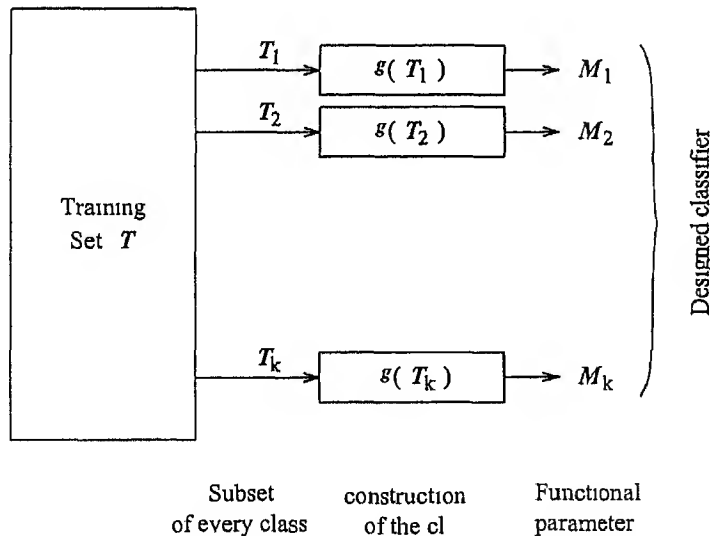 T1 g( T1 ) M1
T2 g( T2 ) M2
Training
Set T
Tk g( Tk ) Mk
Designed classifier
Subset
of every class
construction
of the cl
Functional
parameter